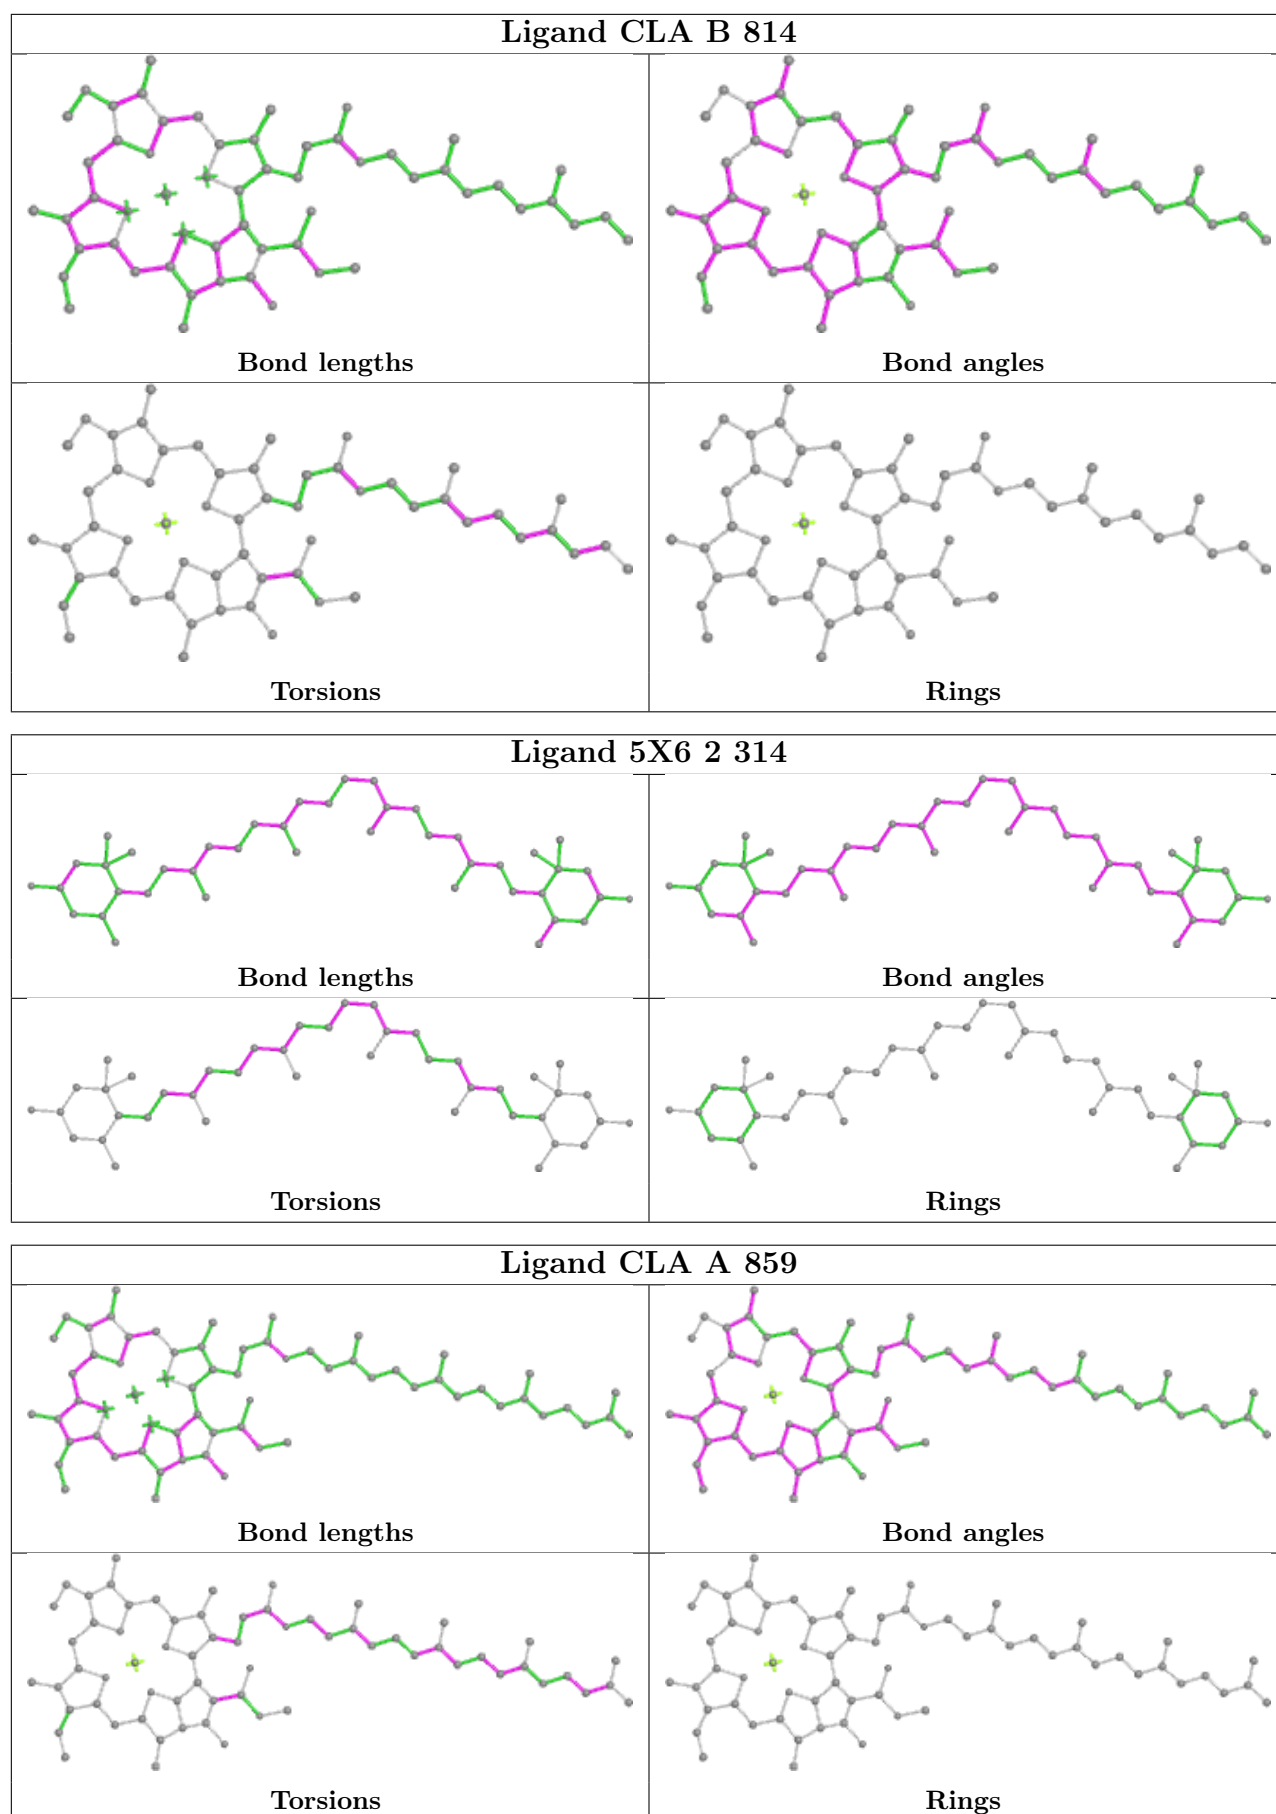 Ligand CLA B 814
Bond lengths
Bond angles
Torsions
Rings
Ligand 5X6 2 314
Bond lengths
Bond angles
Torsions
Rings
Ligand CLA A 859
Bond lengths
Bond angles
Torsions
Rings